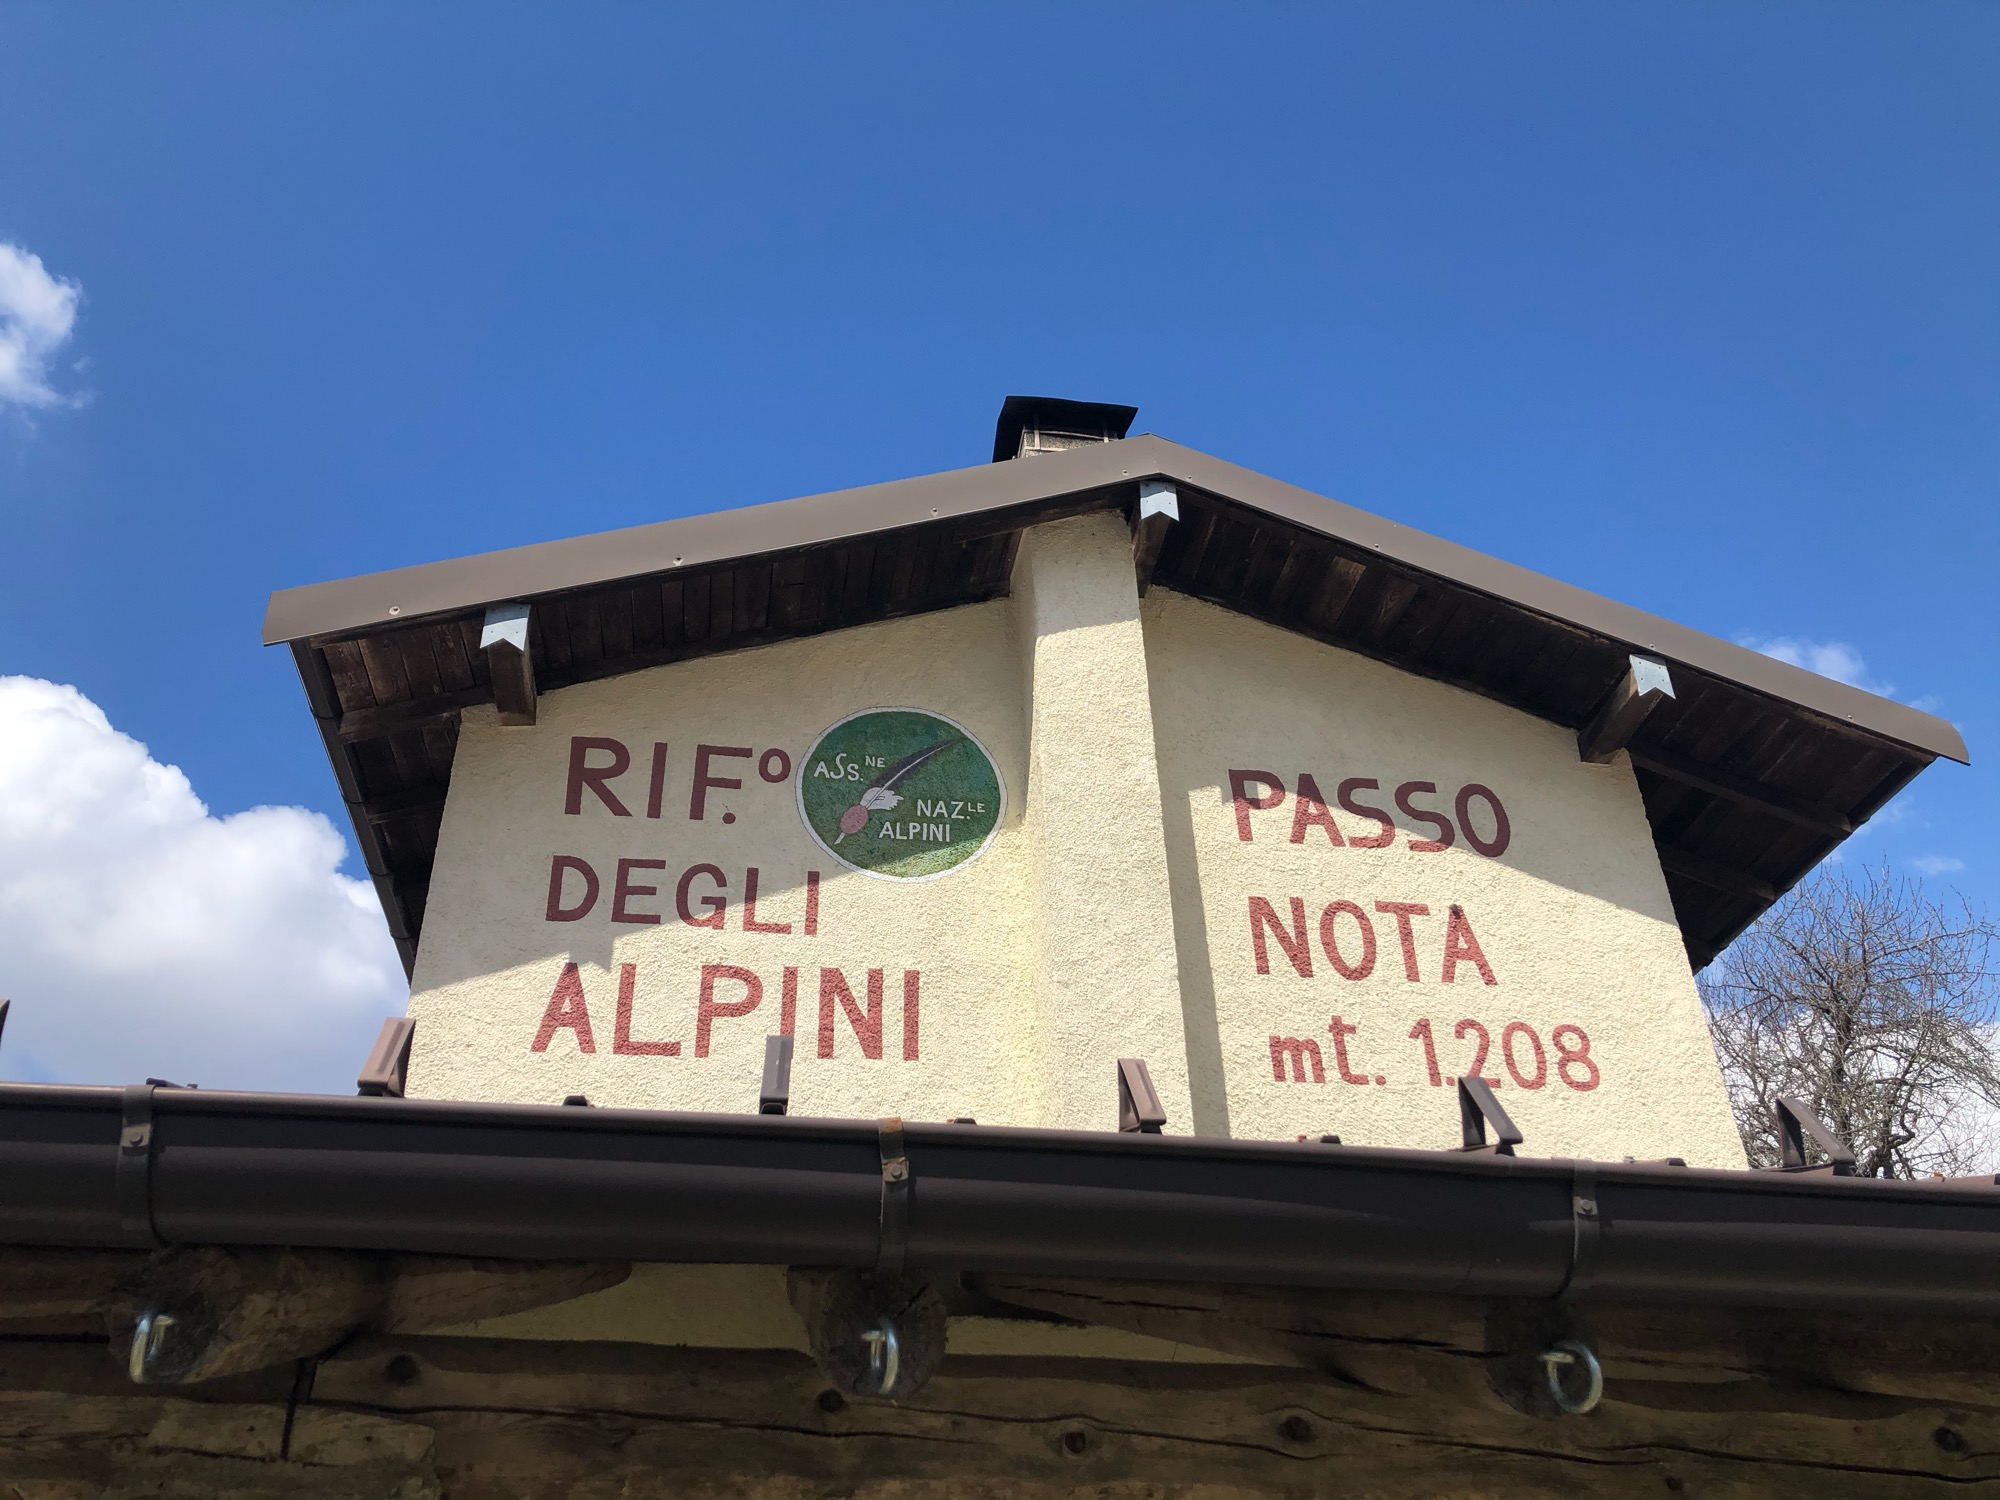 RIF.º
DEGLI
ALPINI
ASS.NE
NAZ.LE
ALPINI
PASSO
NOTA
mt. 1.208